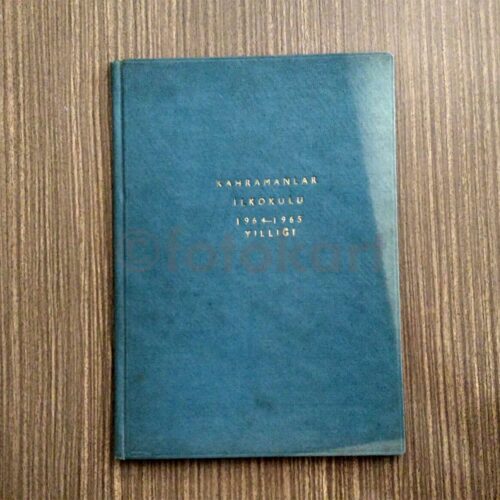 KAHRAMANLAR
İLKOKULU
1964-1965
YILLIĞI
©fotokart